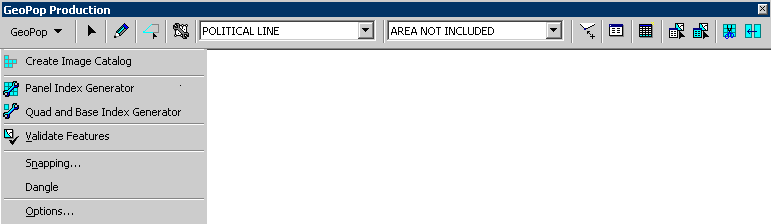 GeoPop Production
GeoPop POLITICAL LINE AREA NOT INCLUDED
Create Image Catalog
Panel Index Generator
Quad and Base Index Generator
Validate Features
Snapping...
Dangle
Options...